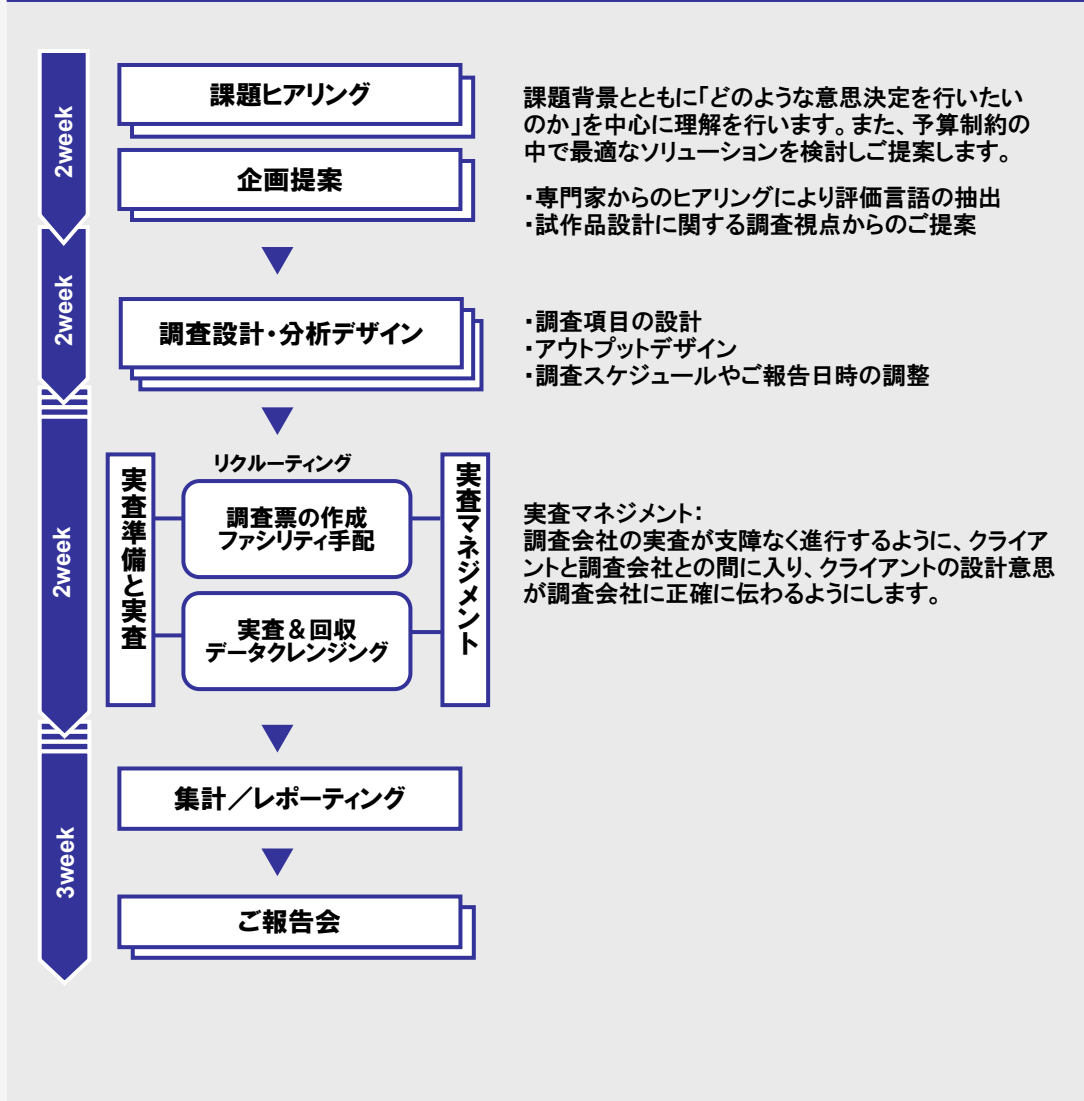 2week
課題ヒアリング
企画提案
課題背景とともに「どのような意思決定を行いたい
のか」を中心に理解を行います。また、予算制約の
中で最適なソリューションを検討しご提案します。
・専門家からのヒアリングにより評価言語の抽出
・試作品設計に関する調査視点からのご提案
2week
調査設計・分析デザイン
・調査項目の設計
・アウトプットデザイン
・調査スケジュールやご報告日時の調整
2week
実査準備と実査
リクルーティング
調査票の作成
ファシリティ手配
実査&回収
データクレンジング
実査マネジメント
実査マネジメント：
調査会社の実査が支障なく進行するように、クライア
ントと調査会社との間に入り、クライアントの設計意思
が調査会社に正確に伝わるようにします。
3week
集計／レポーティング
ご報告会